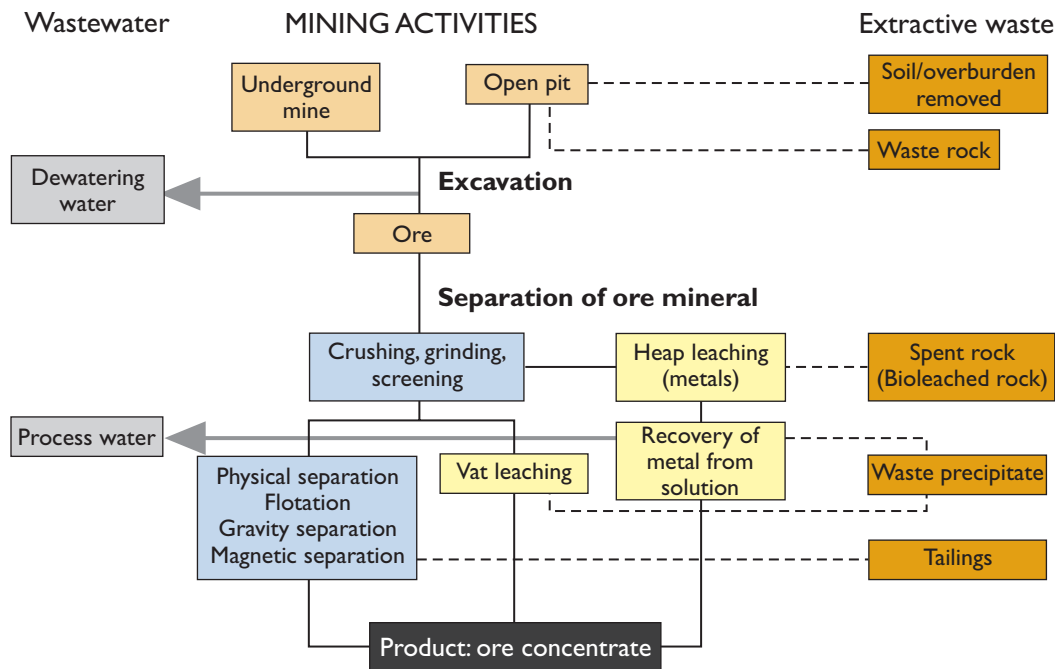 Wastewater
MINING ACTIVITIES
Extractive waste
Underground
mine
Open pit
Soil/overburden
removed
Waste rock
Dewatering
water
Excavation
Ore
Separation of ore mineral
Crushing, grinding,
screening
Heap leaching
(metals)
Spent rock
(Bioleached rock)
Process water
Recovery of
metal from
solution
Physical separation
Flotation
Gravity separation
Magnetic separation
Vat leaching
Waste precipitate
Tailings
Product: ore concentrate